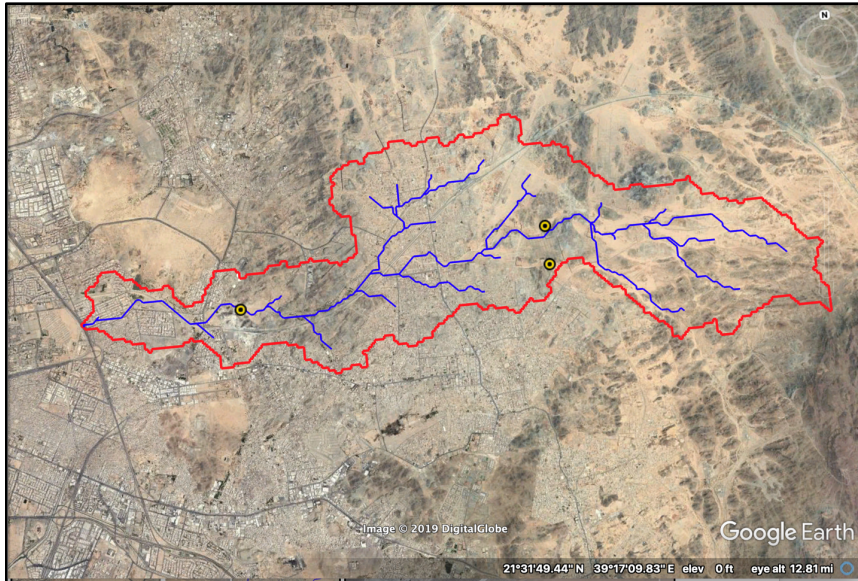 N
Image © 2019 DigitalGlobe
Google Earth
21°31'49.44" N 39°17'09.83" E elev 0 ft eye alt 12.81 mi